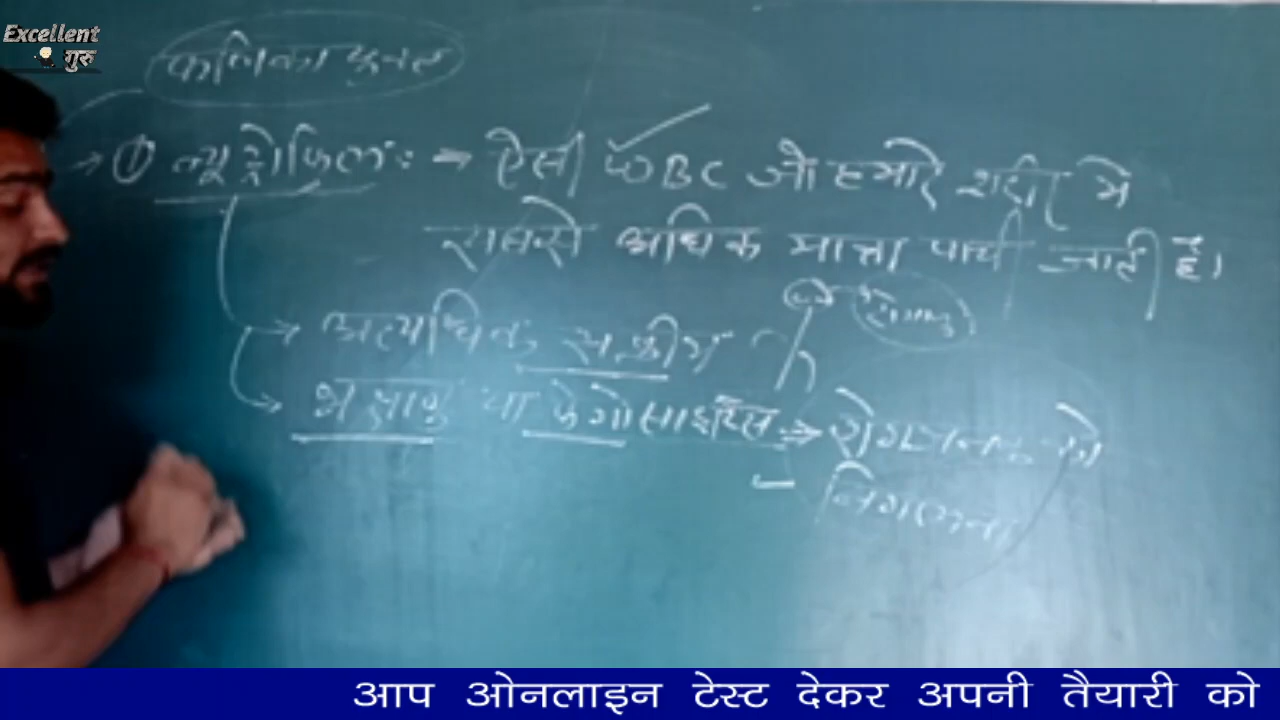 Excellent
गुरु
कणिका युक्त
→ ① न्यूट्रोफिल :- ऐसी WBC जो हमारे शरीर में
सबसे अधिक मात्रा पायी जाती है।
→ अत्यधिक सक्रीय
→ भक्षाणु या फेगोसाइटिस ⇒ रोगाणु को
निगलना
आप ओनलाइन टेस्ट देकर अपनी तैयारी को